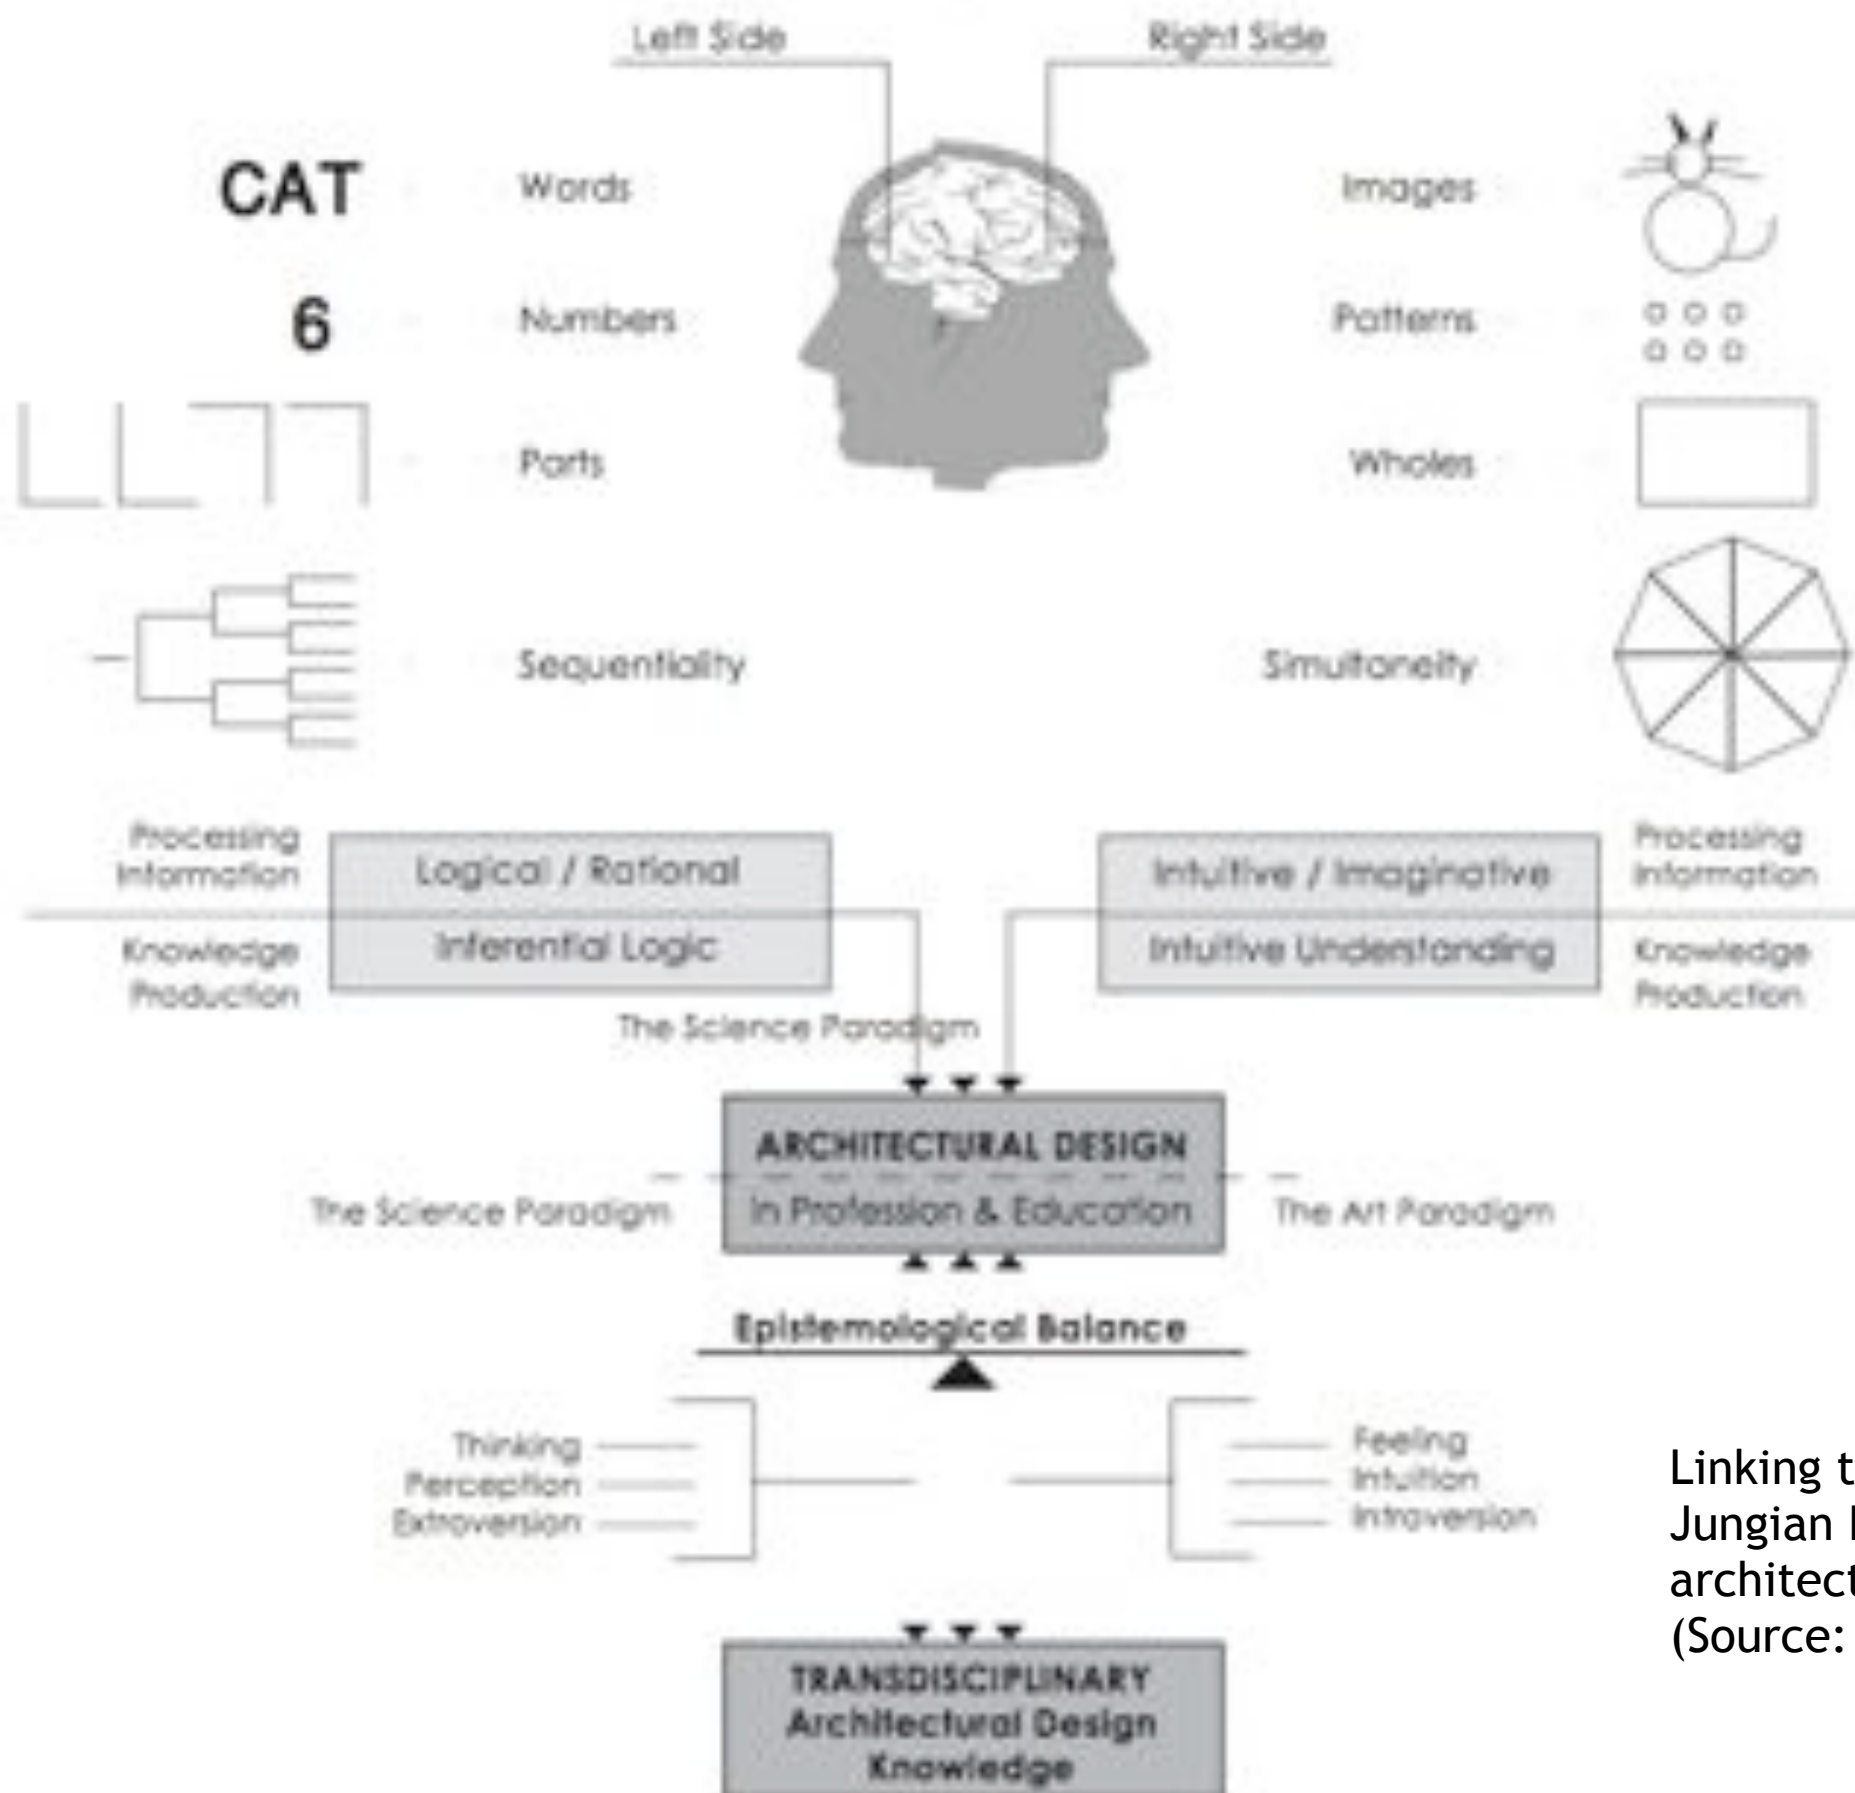 Left Side
Right Side
CAT
Words
Images
6
Numbers
Patterns
Parts
Wholes
Sequentiality
Simultaneity
Processing
Information
Logical / Rational
Intuitive / Imaginative
Processing
Information
Knowledge
Production
Inferential Logic
Intuitive Understanding
Knowledge
Production
The Science Paradigm
ARCHITECTURAL DESIGN
in Profession & Education
The Science Paradigm
The Art Paradigm
Epistemological Balance
Thinking
Perception
Extroversion
Feeling
Intuition
Introversion
Linking
Jungian
(Source:
TRANSDISCIPLINARY
Architectural Design
Knowledge